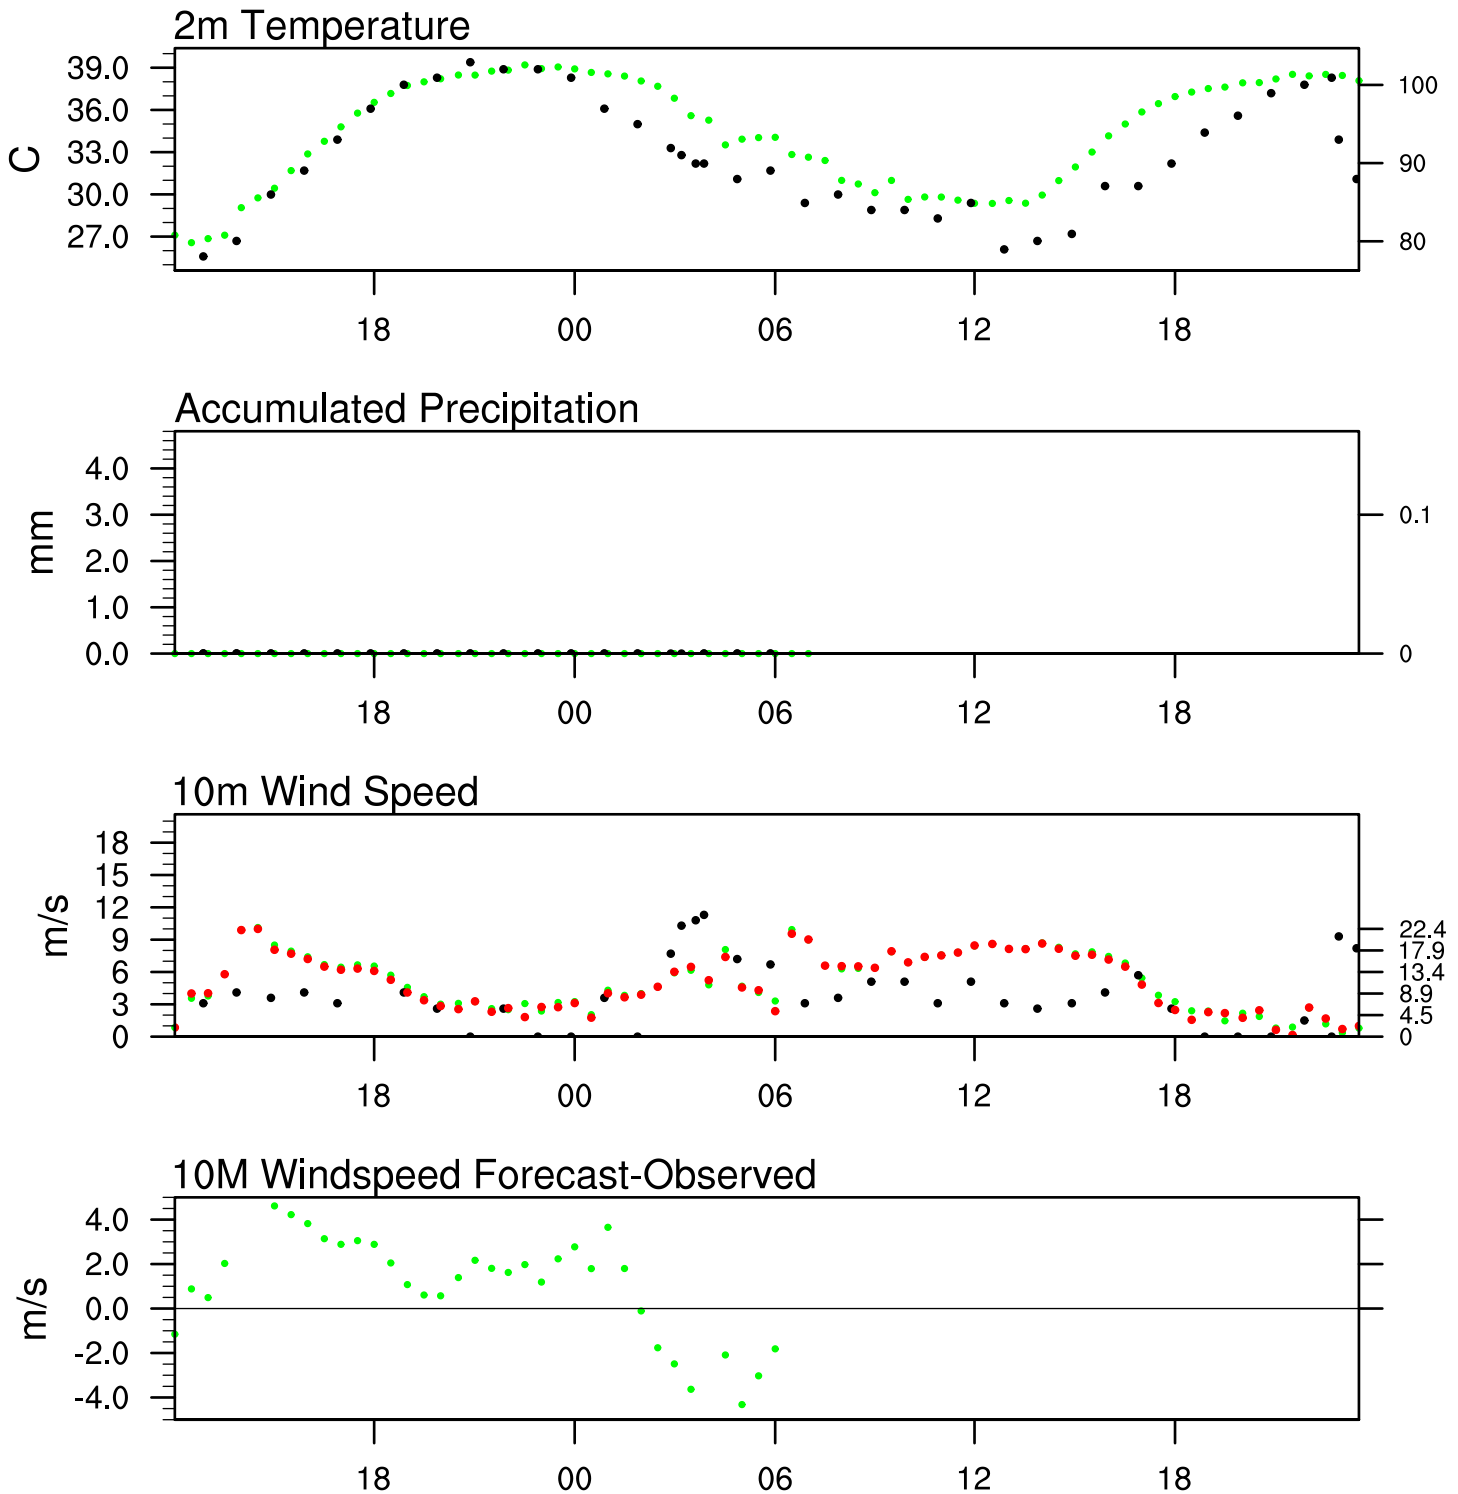 2m Temperature
39.0
36.0
33.0
30.0
27.0
C
100
90
80
18 00 06 12 18
Accumulated Precipitation
4.0
3.0
2.0
1.0
0.0
mm
0.1
0
18 00 06 12 18
10m Wind Speed
18
15
12
9
6
3
0
m/s
22.4
17.9
13.4
8.9
4.5
0
18 00 06 12 18
10M Windspeed Forecast-Observed
4.0
2.0
0.0
-2.0
-4.0
m/s
18 00 06 12 18